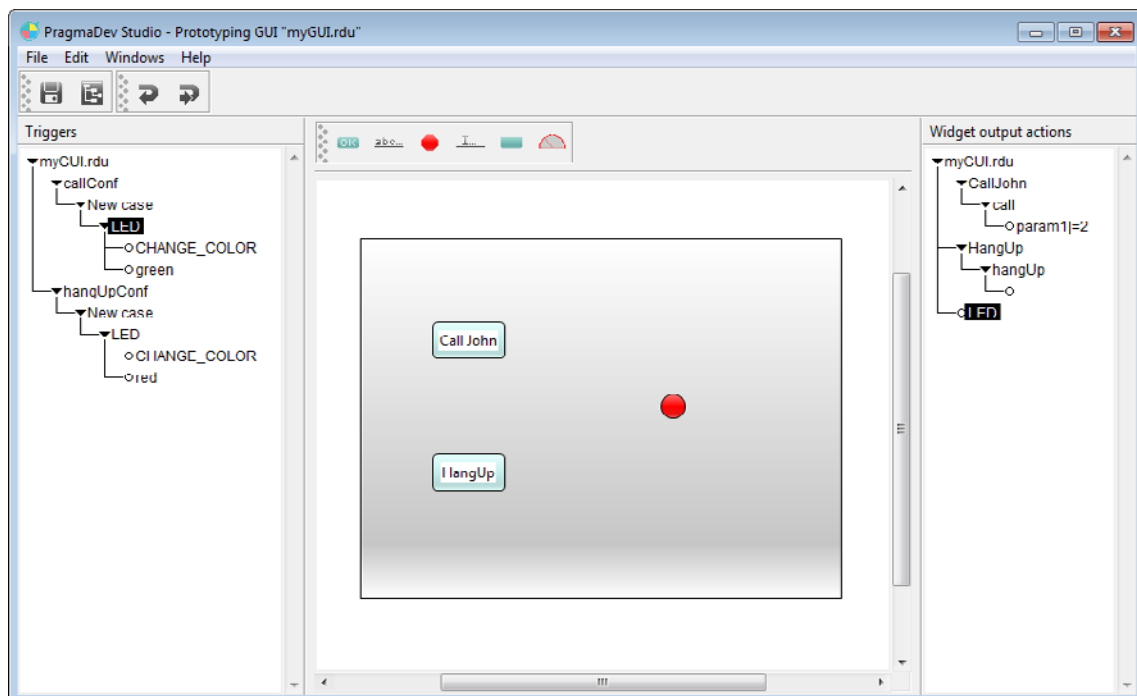 PragmaDev Studio - Prototyping GUI "myGUI.rdu"
File Edit Windows Help
Triggers
myGUI.rdu
callConf
New case
LED
CHANGE_COLOR
green
hangUpConf
New case
LED
CHANGE_COLOR
red
OK abc... I...
Call John
HangUp
Widget output actions
myGUI.rdu
CallJohn
call
param1|=2
HangUp
hangUp
LED